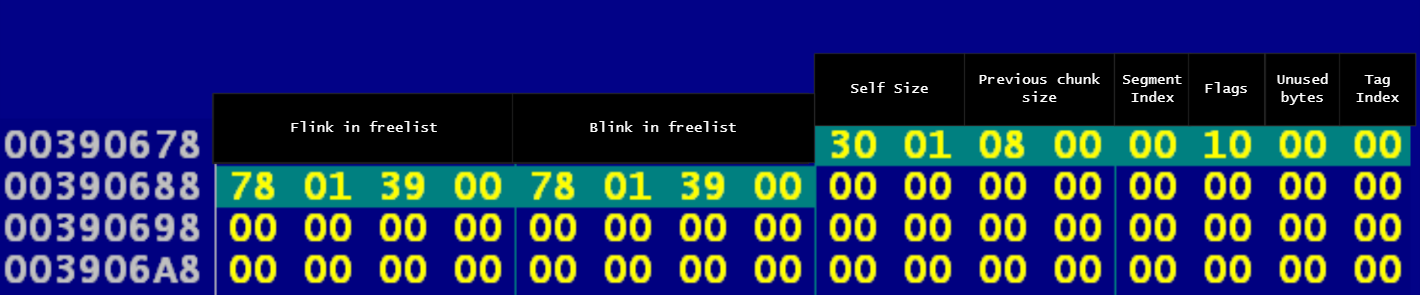 Self Size Previous chunk size Segment Index Flags Unused bytes Tag Index
Flink in freelist Blink in freelist
00390678 30 01 08 00 00 10 00 00
00390688 78 01 39 00 78 01 39 00 00 00 00 00 00 00 00 00
00390698 00 00 00 00 00 00 00 00 00 00 00 00 00 00 00 00
003906A8 00 00 00 00 00 00 00 00 00 00 00 00 00 00 00 00